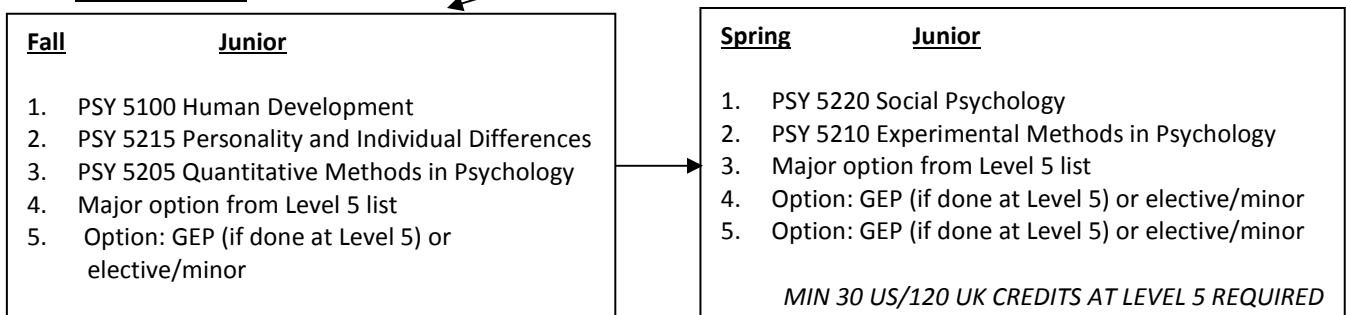 Fall Junior
1. PSY 5100 Human Development
2. PSY 5215 Personality and Individual Differences
3. PSY 5205 Quantitative Methods in Psychology
4. Major option from Level 5 list
5. Option: GEP (if done at Level 5) or
elective/minor
Spring Junior
1. PSY 5220 Social Psychology
2. PSY 5210 Experimental Methods in Psychology
3. Major option from Level 5 list
4. Option: GEP (if done at Level 5) or elective/minor
5. Option: GEP (if done at Level 5) or elective/minor
MIN 30 US/120 UK CREDITS AT LEVEL 5 REQUIRED